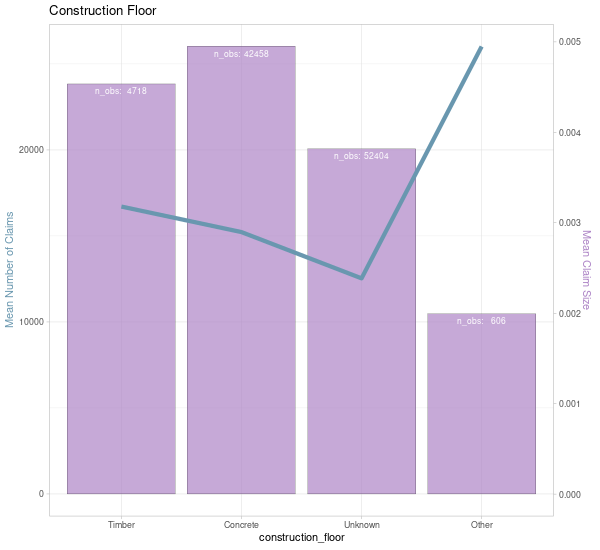 Construction Floor
n_obs: 4718
n_obs: 42458
n_obs: 52404
n_obs: 606
20000
10000
0
0.005
0.004
0.003
0.002
0.001
0.000
Mean Number of Claims
Mean Claim Size
Timber
Concrete
Unknown
Other
construction_floor